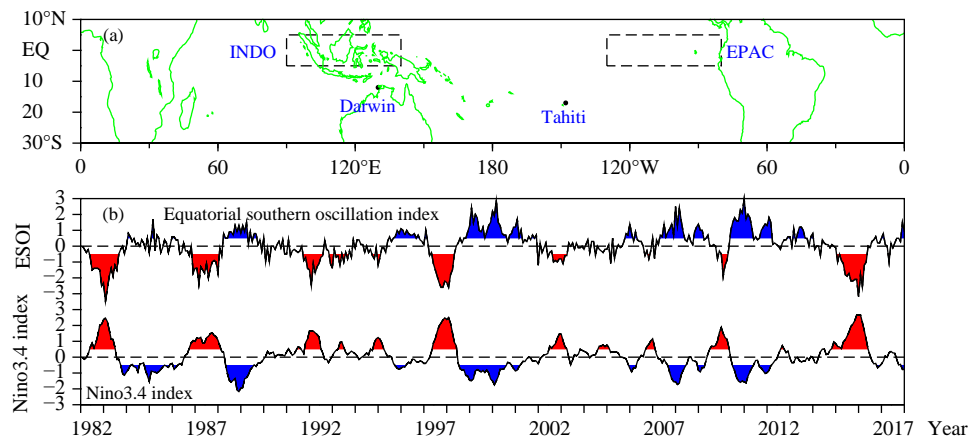 10°N
(a)
EQ
INDO
EPAC
10
Darwin
Tahiti
20
30°S
0
60
120°E
180
120°W
60
0
3
(b)
Equatorial southern oscillation index
2
1
0
−1
−2
−3
ESOI
3
2
1
0
−1
−2
−3
Nino3.4 index
Nino3.4 index
1982
1987
1992
1997
2002
2007
2012
2017
Year